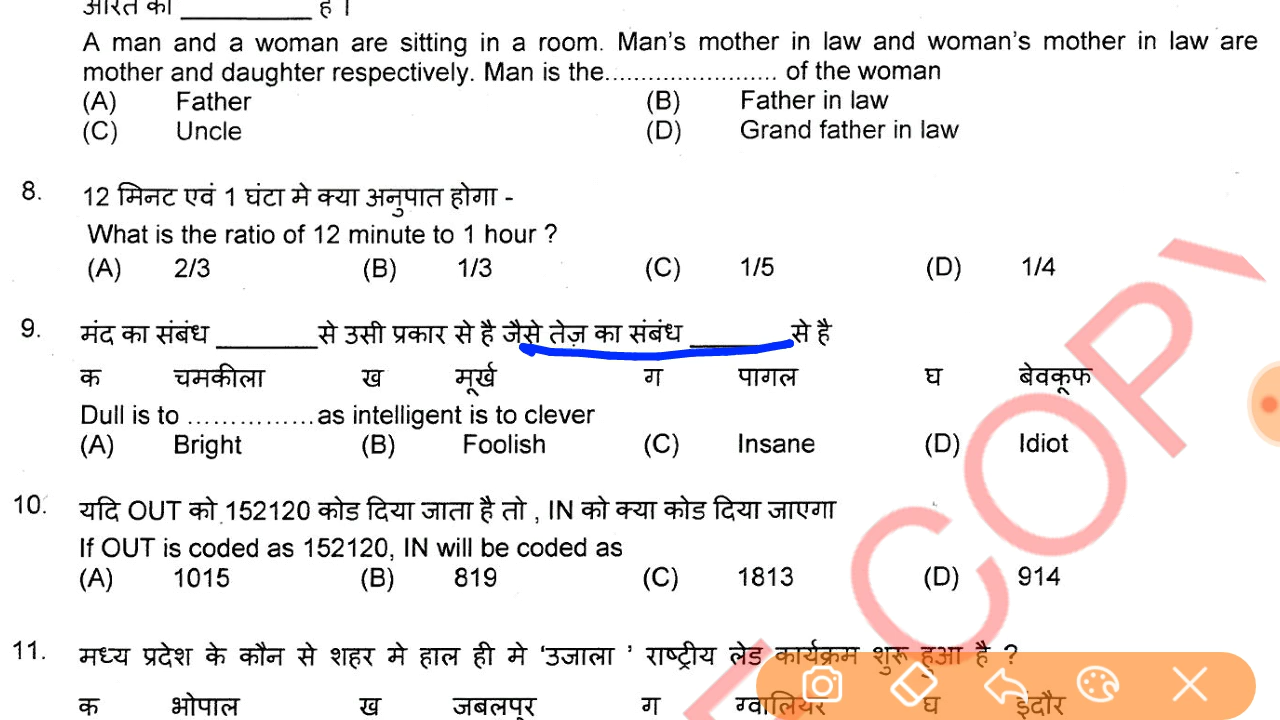 भारत का ____________ है ।
A man and a woman are sitting in a room. Man's mother in law and woman's mother in law are
mother and daughter respectively. Man is the........................ of the woman
(A) Father (B) Father in law
(C) Uncle (D) Grand father in law
8. 12 मिनट एवं 1 घंटा मे क्या अनुपात होगा -
What is the ratio of 12 minute to 1 hour ?
(A) 2/3 (B) 1/3 (C) 1/5 (D) 1/4
9. मंद का संबंध ________ से उसी प्रकार से है जैसे तेज़ का संबंध ________ से है
क चमकीला ख मूर्ख ग पागल घ बेवकूफ
Dull is to ............... as intelligent is to clever
(A) Bright (B) Foolish (C) Insane (D) Idiot
10. यदि OUT को 152120 कोड दिया जाता है तो , IN को क्या कोड दिया जाएगा
If OUT is coded as 152120, IN will be coded as
(A) 1015 (B) 819 (C) 1813 (D) 914
11. मध्य प्रदेश के कौन से शहर मे हाल ही मे 'उजाला ' राष्ट्रीय लेड कार्यक्रम शुरू हुआ है ?
क भोपाल ख जबलपुर ग ग्वालियर घ इंदौर
COPY